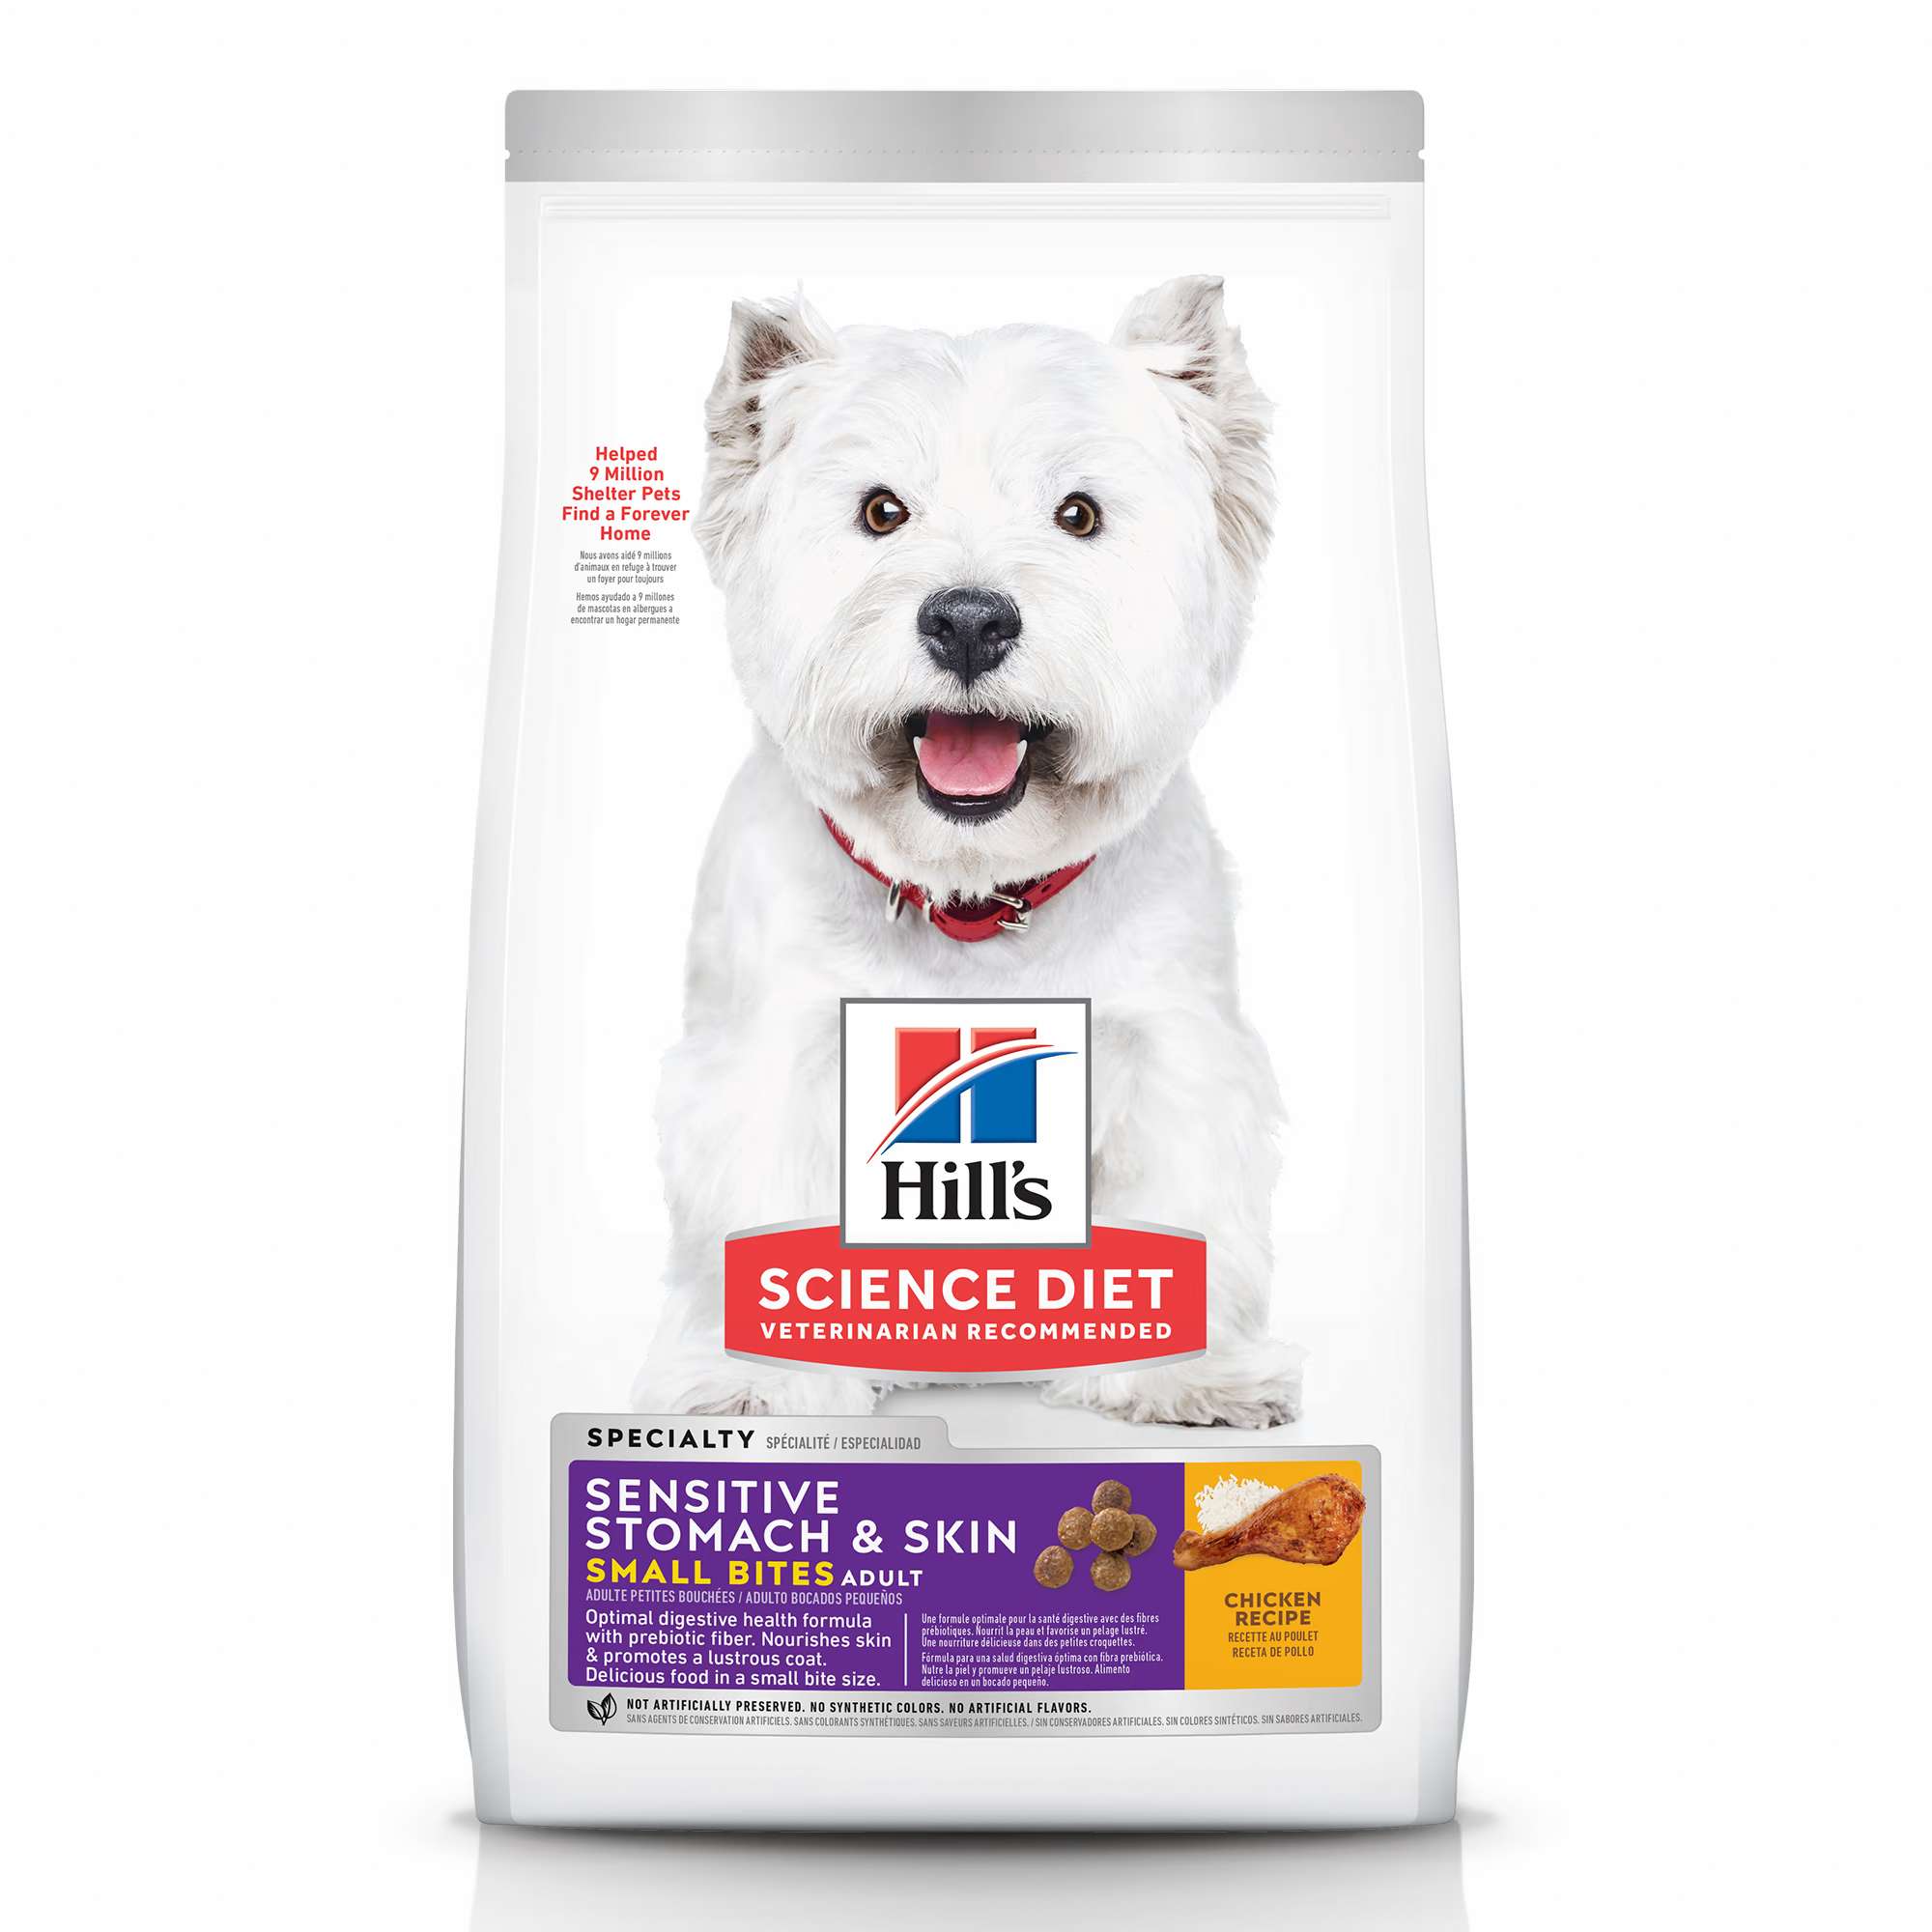 Helped
9 Million
Shelter Pets
Find a Forever
Home
Nous avons aidé 9 millions
d'animaux en refuge à trouver
un foyer pour toujours
Hemos ayudado a 9 millones
de mascotas en albergues a
encontrar un hogar permanente
Hill's
SCIENCE DIET
VETERINARIAN RECOMMENDED
SPECIALTY SPÉCIALITÉ / ESPECIALIDAD
SENSITIVE
STOMACH & SKIN
SMALL BITES ADULT
ADULTE PETITES BOUCHÉES / ADULTO BOCADOS PEQUEÑOS
Optimal digestive health formula
with prebiotic fiber. Nourishes skin
& promotes a lustrous coat.
Delicious food in a small bite size.
Une formule optimale pour la santé digestive avec des fibres
prébiotiques. Nourrit la peau et favorise un pelage lustré.
Une nourriture délicieuse dans des petites croquettes.
Fórmula para una salud digestiva óptima con fibra prebiótica.
Nutre la piel y promueve un pelaje lustroso. Alimento
delicioso en un bocado pequeño.
CHICKEN
RECIPE
RECETTE AU POULET
RECETA DE POLLO
NOT ARTIFICIALLY PRESERVED. NO SYNTHETIC COLORS. NO ARTIFICIAL FLAVORS.
SANS AGENTS DE CONSERVATION ARTIFICIELS. SANS COLORANTS SYNTHÉTIQUES. SANS SAVEURS ARTIFICIELLES. / SIN CONSERVADORES ARTIFICIALES. SIN COLORES SINTÉTICOS. SIN SABORES ARTIFICIALES.